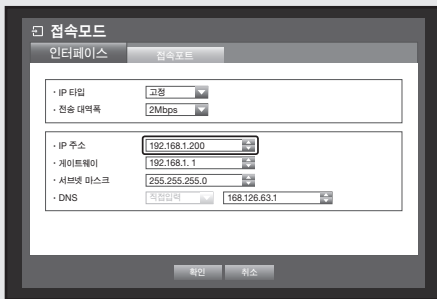 접속모드
인터페이스 접속포트
· IP 타입 고정
· 전송 대역폭 2Mbps
· IP 주소 192.168.1.200
· 게이트웨이 192.168.1. 1
· 서브넷 마스크 255.255.255.0
· DNS 직접입력 168.126.63.1
확인 취소